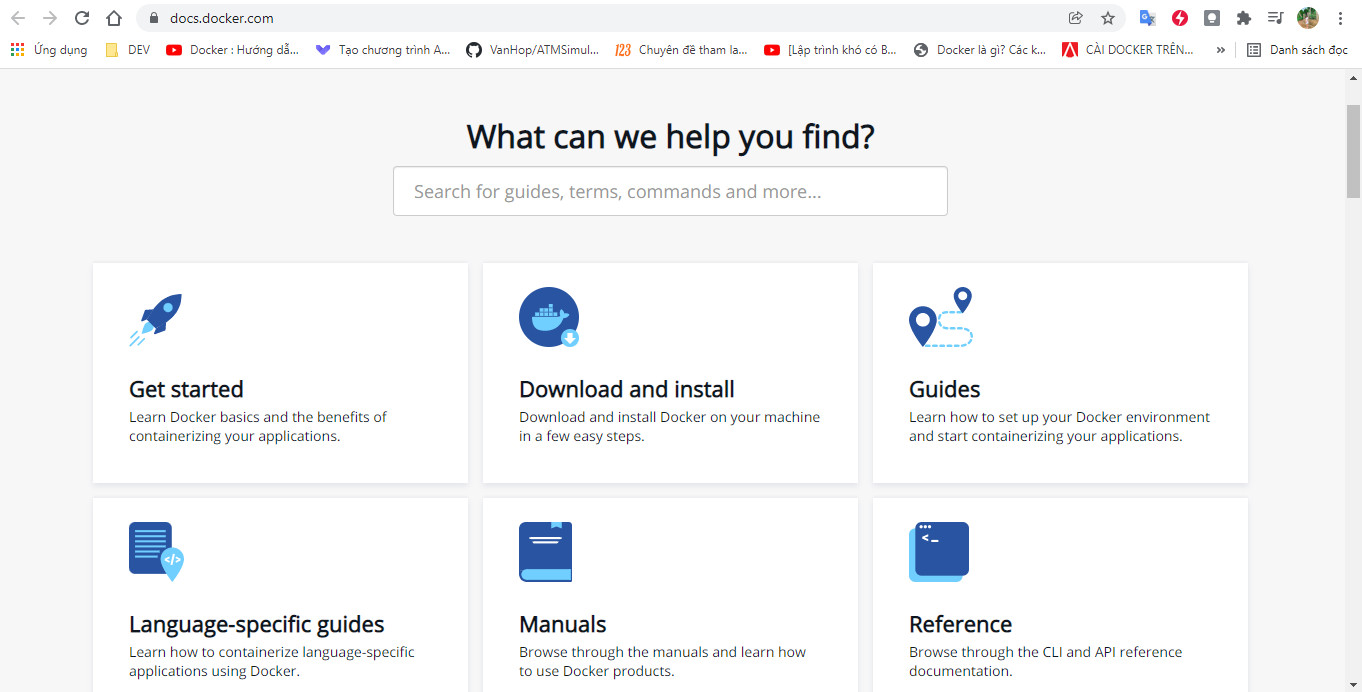 docs.docker.com
Ứng dụng DEV Docker : Hướng dẫ... Tạo chương trình A... VanHop/ATMSimul... 123 Chuyên đề tham la... [Lập trình khó có B... Docker là gì? Các k... CÀI DOCKER TRÊN... » Danh sách đọc
What can we help you find?
Search for guides, terms, commands and more...
Get started
Learn Docker basics and the benefits of
containerizing your applications.
Download and install
Download and install Docker on your machine
in a few easy steps.
Guides
Learn how to set up your Docker environment
and start containerizing your applications.
Language-specific guides
Learn how to containerize language-specific
applications using Docker.
Manuals
Browse through the manuals and learn how
to use Docker products.
Reference
Browse through the CLI and API reference
documentation.